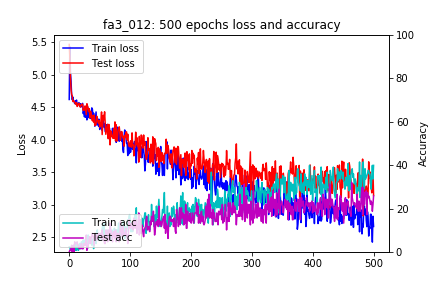 fa3_012: 500 epochs loss and accuracy
5.5
5.0
4.5
4.0
3.5
3.0
2.5
Loss
Train loss
Test loss
Train acc
Test acc
100
80
60
40
20
0
Accuracy
0
100
200
300
400
500